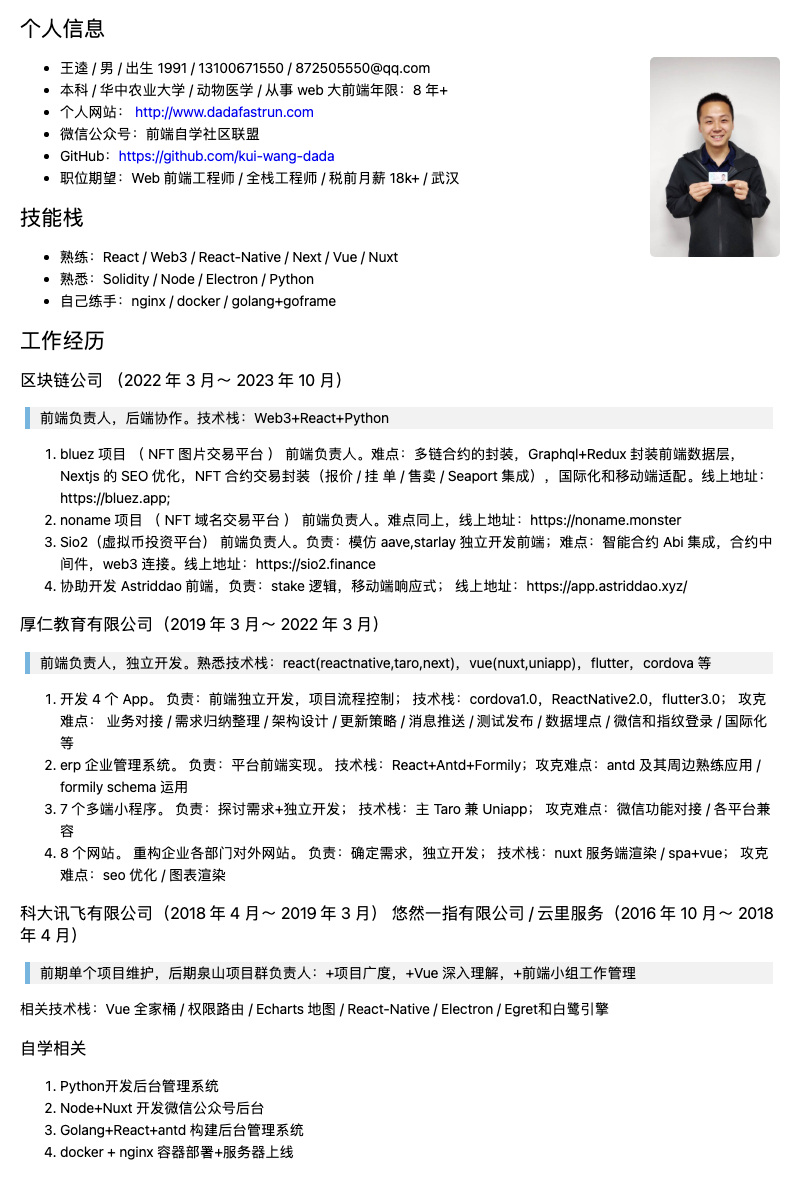 个人信息
王逵 / 男 / 出生 1991 / 13100671550 / 872505550@qq.com
本科 / 华中农业大学 / 动物医学 / 从事 web 大前端年限：8 年+
个人网站： http://www.dadafastrun.com
微信公众号：前端自学社区联盟
GitHub：https://github.com/kui-wang-dada
职位期望：Web 前端工程师 / 全栈工程师 / 税前月薪 18k+ / 武汉
技能栈
熟练：React / Web3 / React-Native / Next / Vue / Nuxt
熟悉：Solidity / Node / Electron / Python
自己练手：nginx / docker / golang+goframe
工作经历
区块链公司 （2022 年 3 月～ 2023 年 10 月）
前端负责人，后端协作。技术栈：Web3+React+Python
1. bluez 项目 （ NFT 图片交易平台 ） 前端负责人。难点：多链合约的封装，Graphql+Redux 封装前端数据层，
Nextjs 的 SEO 优化，NFT 合约交易封装（报价 / 挂 单 / 售卖 / Seaport 集成），国际化和移动端适配。线上地址：
https://bluez.app;
2. noname 项目 （ NFT 域名交易平台 ） 前端负责人。难点同上，线上地址：https://noname.monster
3. Sio2（虚拟币投资平台） 前端负责人。负责：模仿 aave,starlay 独立开发前端；难点：智能合约 Abi 集成，合约中
间件，web3 连接。线上地址：https://sio2.finance
4. 协助开发 Astriddao 前端，负责：stake 逻辑，移动端响应式； 线上地址：https://app.astriddao.xyz/
厚仁教育有限公司（2019 年 3 月～ 2022 年 3 月）
前端负责人，独立开发。熟悉技术栈：react(reactnative,taro,next)，vue(nuxt,uniapp)，flutter，cordova 等
1. 开发 4 个 App。 负责：前端独立开发，项目流程控制； 技术栈：cordova1.0，ReactNative2.0，flutter3.0； 攻克
难点： 业务对接 / 需求归纳整理 / 架构设计 / 更新策略 / 消息推送 / 测试发布 / 数据埋点 / 微信和指纹登录 / 国际化
等
2. erp 企业管理系统。 负责：平台前端实现。 技术栈：React+Antd+Formily；攻克难点：antd 及其周边熟练应用 /
formily schema 运用
3. 7 个多端小程序。 负责：探讨需求+独立开发； 技术栈：主 Taro 兼 Uniapp； 攻克难点：微信功能对接 / 各平台兼
容
4. 8 个网站。 重构企业各部门对外网站。 负责：确定需求，独立开发； 技术栈：nuxt 服务端渲染 / spa+vue； 攻克
难点：seo 优化 / 图表渲染
科大讯飞有限公司（2018 年 4 月～ 2019 年 3 月） 悠然一指有限公司 / 云里服务（2016 年 10 月～ 2018
年 4 月）
前期单个项目维护，后期泉山项目群负责人：+项目广度，+Vue 深入理解，+前端小组工作管理
相关技术栈：Vue 全家桶 / 权限路由 / Echarts 地图 / React-Native / Electron / Egret和白鹭引擎
自学相关
1. Python开发后台管理系统
2. Node+Nuxt 开发微信公众号后台
3. Golang+React+antd 构建后台管理系统
4. docker + nginx 容器部署+服务器上线